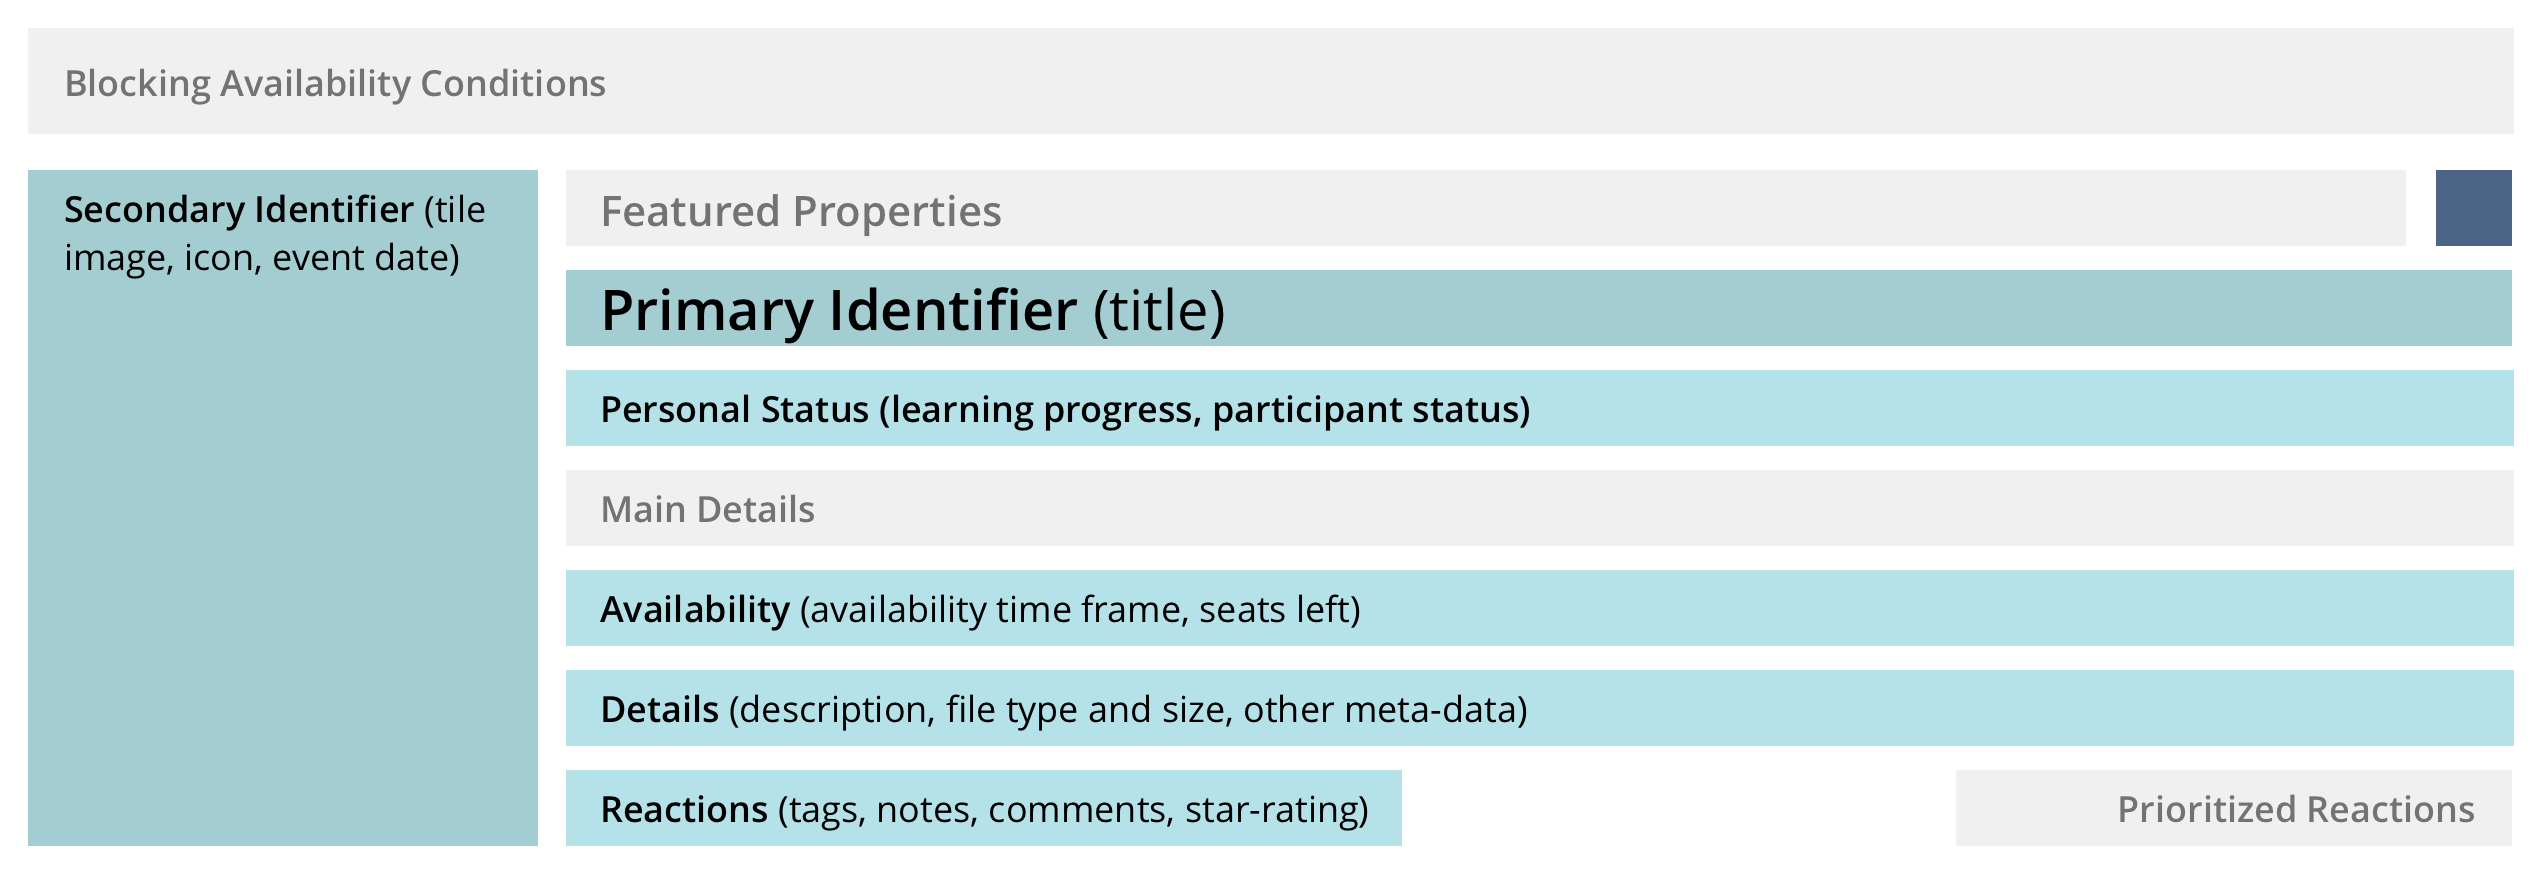 Blocking Availability Conditions
Secondary Identifier (tile
image, icon, event date)
Featured Properties
Primary Identifier (title)
Personal Status (learning progress, participant status)
Main Details
Availability (availability time frame, seats left)
Details (description, file type and size, other meta-data)
Reactions (tags, notes, comments, star-rating)
Prioritized Reactions